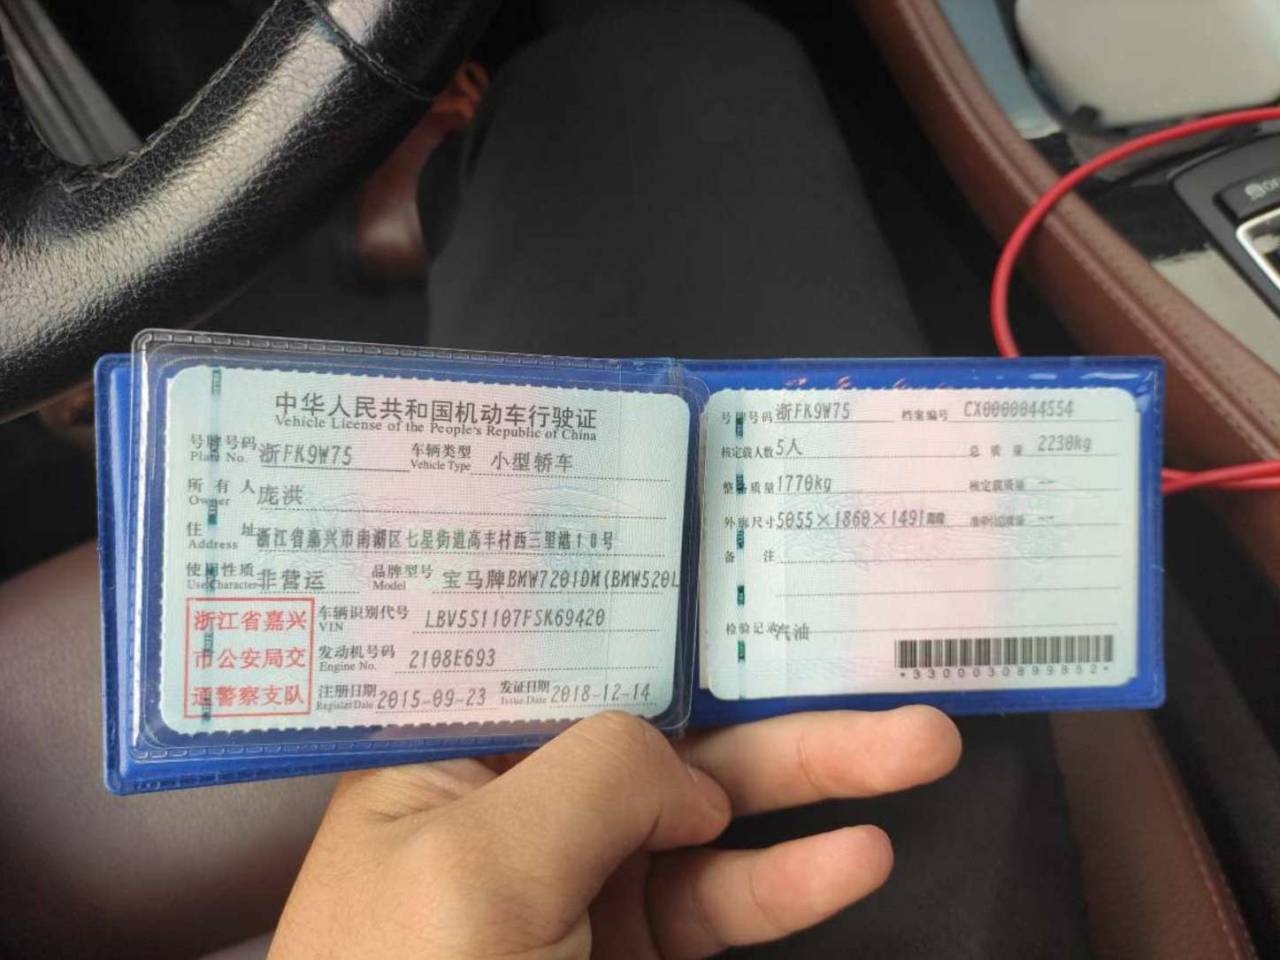 中华人民共和国机动车行驶证
Vehicle License of the People's Republic of China
号牌号码 浙FK9W75 车辆类型 小型轿车
Plate No. Vehicle Type
所有人 庞洪
Owner
住址 浙江省嘉兴市南湖区七星街道高丰村西三里港10号
Address
使用性质 非营运 品牌型号 宝马牌BMW7201DM(BMW520L
Use Character Model
浙江省嘉兴
市公安局交
通警察支队
车辆识别代号 LBV5S1107FSK69420
VIN
发动机号码 2108E693
Engine No.
注册日期 2015-09-23 发证日期 2018-12-14
Register Date Issue Date
号牌号码 浙FK9W75 档案编号 CX0000044554
核定载人数 5人 总质量 2230kg
整备质量 1770kg 核定载质量 --
外廓尺寸 5055×1860×1491 准牵引总质量 --
备注
检验记录 汽油
*3300030899852*